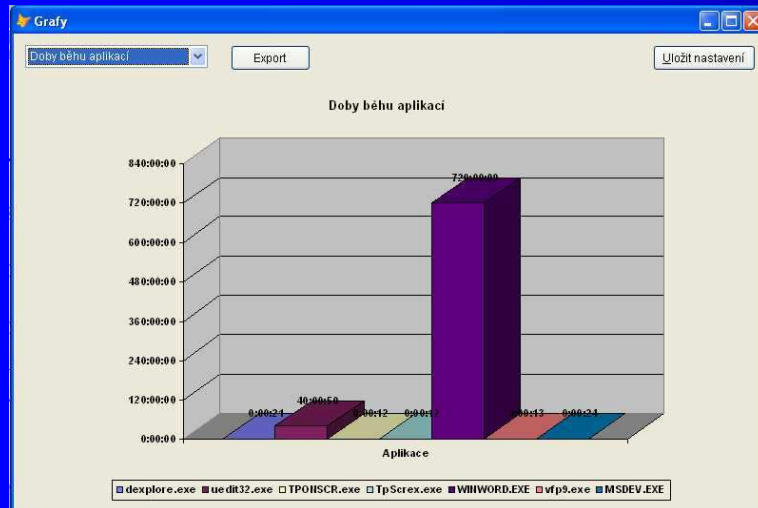 Grafy
Doby běhu aplikací
Export
Uložit nastavení
Doby běhu aplikací
840:00:00
720:00:00
600:00:00
480:00:00
360:00:00
240:00:00
120:00:00
0:00:00
720:00:00
40:00:50
0:00:24
0:00:12
0:00:12
0:00:13
0:00:24
Aplikace
dexplore.exe uedit32.exe TPONSCR.exe TpScrex.exe WINWORD.EXE vfp9.exe MSDEV.EXE